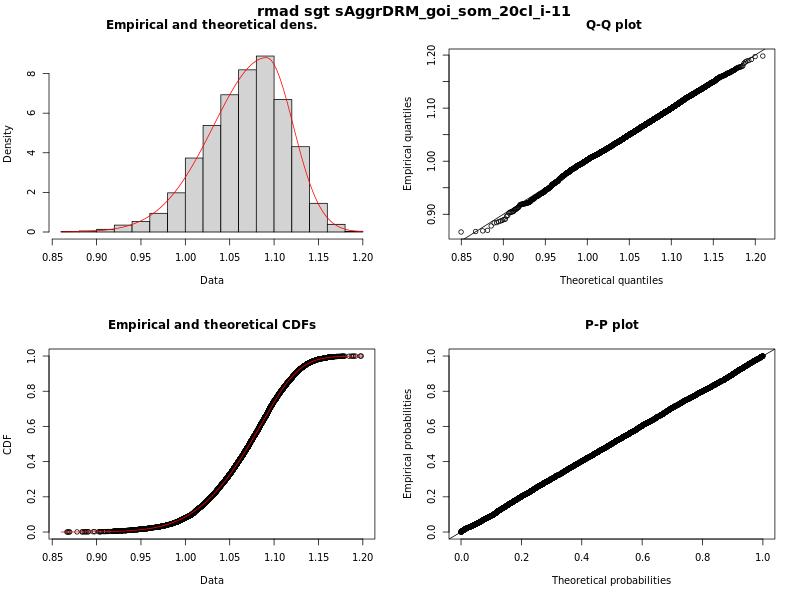 rmad sgt sAggrDRM_goi_som_20cl_i-11
Empirical and theoretical dens.
Density
0 2 4 6 8
0.85 0.90 0.95 1.00 1.05 1.10 1.15 1.20
Data
Q-Q plot
Empirical quantiles
0.90 1.00 1.10 1.20
0.85 0.90 0.95 1.00 1.05 1.10 1.15 1.20
Theoretical quantiles
Empirical and theoretical CDFs
CDF
0.0 0.2 0.4 0.6 0.8 1.0
0.85 0.90 0.95 1.00 1.05 1.10 1.15 1.20
Data
P-P plot
Empirical probabilities
0.0 0.2 0.4 0.6 0.8 1.0
0.0 0.2 0.4 0.6 0.8 1.0
Theoretical probabilities